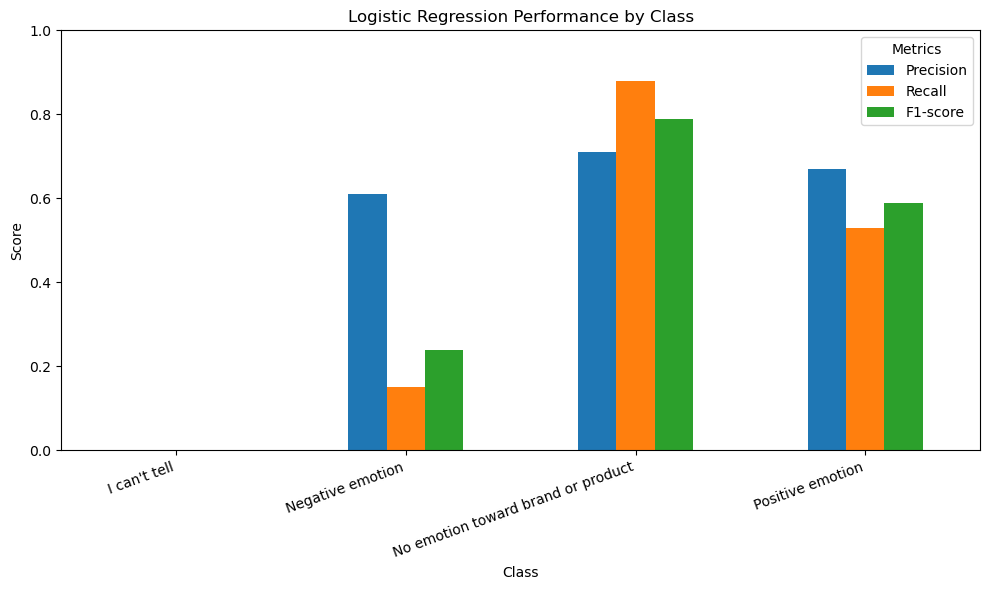 Logistic Regression Performance by Class
Metrics
Precision
Recall
F1-score
Score
1.0
0.8
0.6
0.4
0.2
0.0
I can't tell
Negative emotion
No emotion toward brand or product
Positive emotion
Class